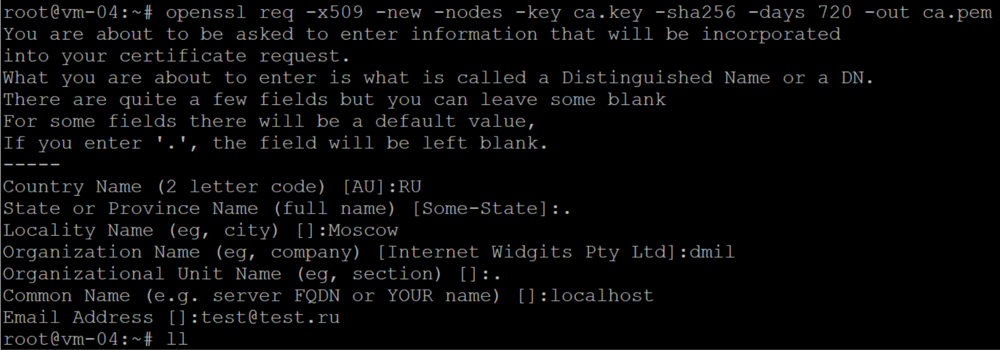 root@vm-04:~# openssl req -x509 -new -nodes -key ca.key -sha256 -days 720 -out ca.pem
You are about to be asked to enter information that will be incorporated
into your certificate request.
What you are about to enter is what is called a Distinguished Name or a DN.
There are quite a few fields but you can leave some blank
For some fields there will be a default value,
If you enter '.', the field will be left blank.
-----
Country Name (2 letter code) [AU]:RU
State or Province Name (full name) [Some-State]:.
Locality Name (eg, city) []:Moscow
Organization Name (eg, company) [Internet Widgits Pty Ltd]:dmil
Organizational Unit Name (eg, section) []:.
Common Name (e.g. server FQDN or YOUR name) []:localhost
Email Address []:test@test.ru
root@vm-04:~# ll